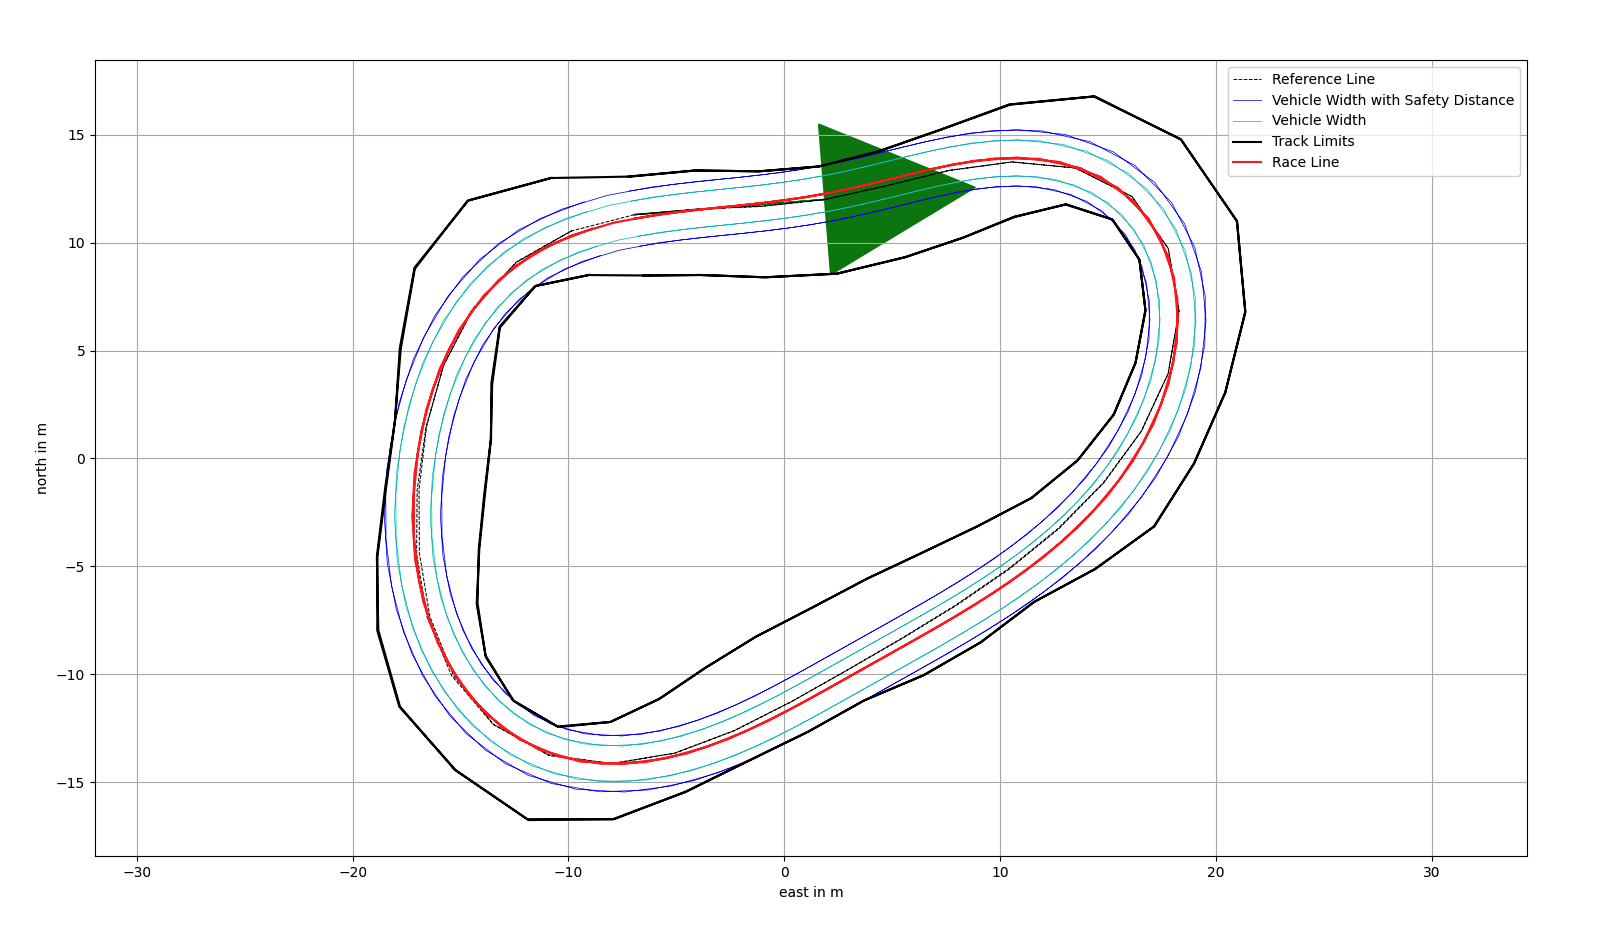 Reference Line
Vehicle Width with Safety Distance
Vehicle Width
Track Limits
Race Line
15
10
5
0
−5
−10
−15
north in m
−30
−20
−10
0
10
20
30
east in m